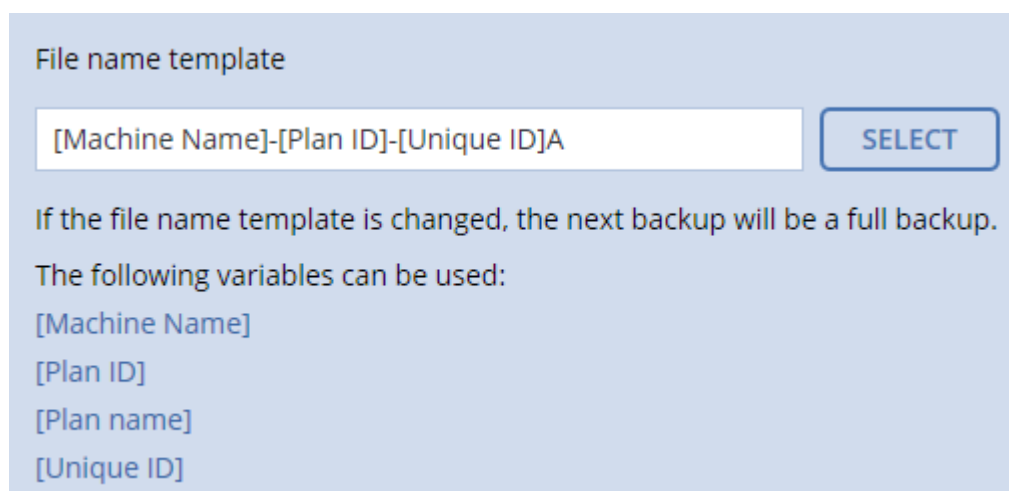 File name template
[Machine Name]-[Plan ID]-[Unique ID]A
SELECT
If the file name template is changed, the next backup will be a full backup.
The following variables can be used:
[Machine Name]
[Plan ID]
[Plan name]
[Unique ID]